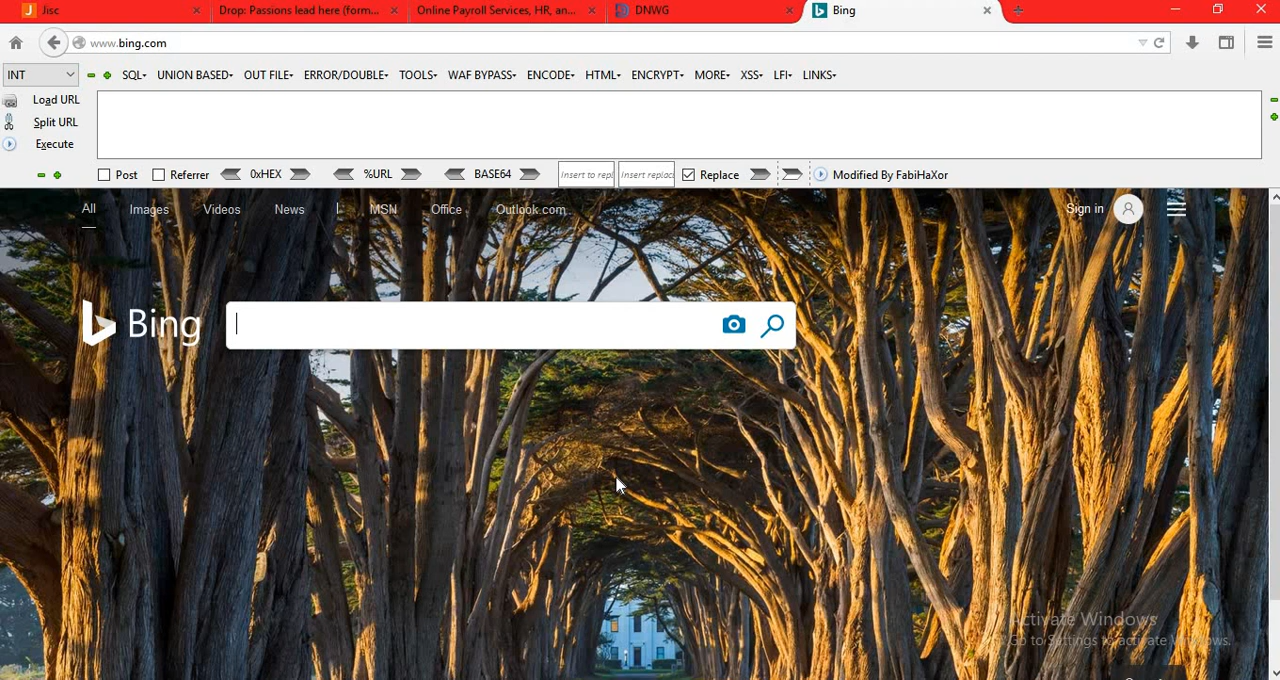 Jisc
Drop: Passions lead here (form...
Online Payroll Services, HR, an...
DNWG
Bing
www.bing.com
INT
SQL
UNION BASED
OUT FILE
ERROR/DOUBLE
TOOLS
WAF BYPASS
ENCODE
HTML
ENCRYPT
MORE
XSS
LFI
LINKS
Load URL
Split URL
Execute
Post
Referrer
0xHEX
%URL
BASE64
Insert to repl
Insert replac
Replace
Modified By FabiHaXor
All
Images
Videos
News
MSN
Office
Outlook.com
Sign in
Bing
Activate Windows
Go to Settings to activate Windows.